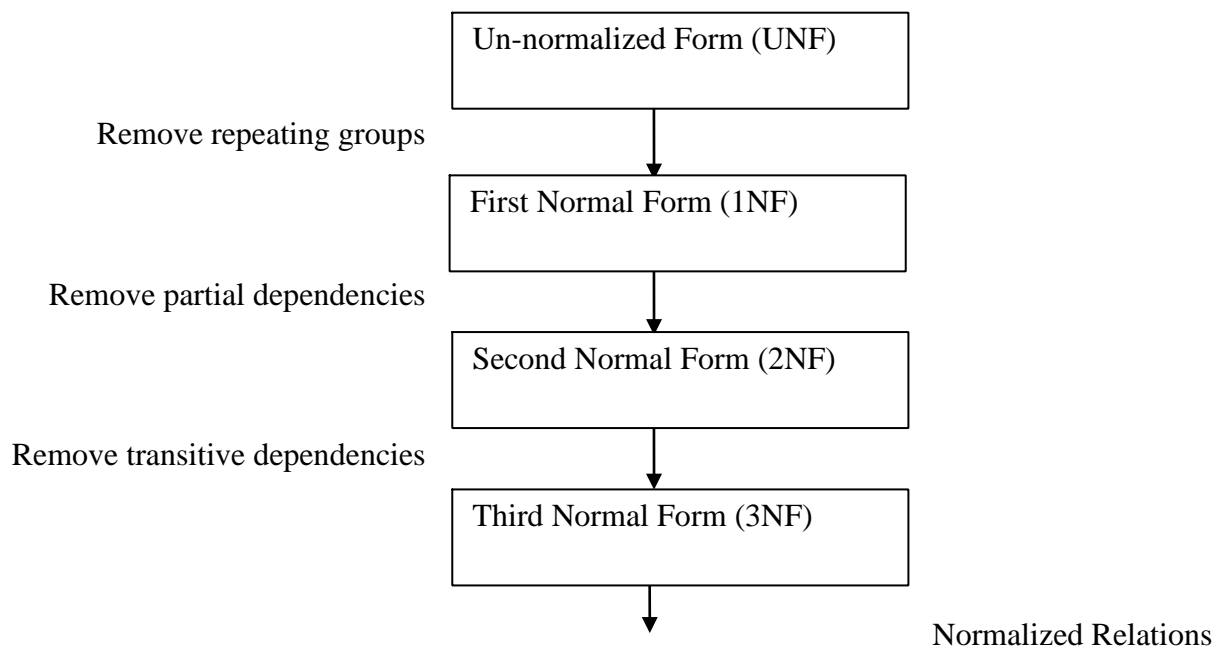 Un-normalized Form (UNF)
Remove repeating groups
First Normal Form (1NF)
Remove partial dependencies
Second Normal Form (2NF)
Remove transitive dependencies
Third Normal Form (3NF)
Normalized Relations